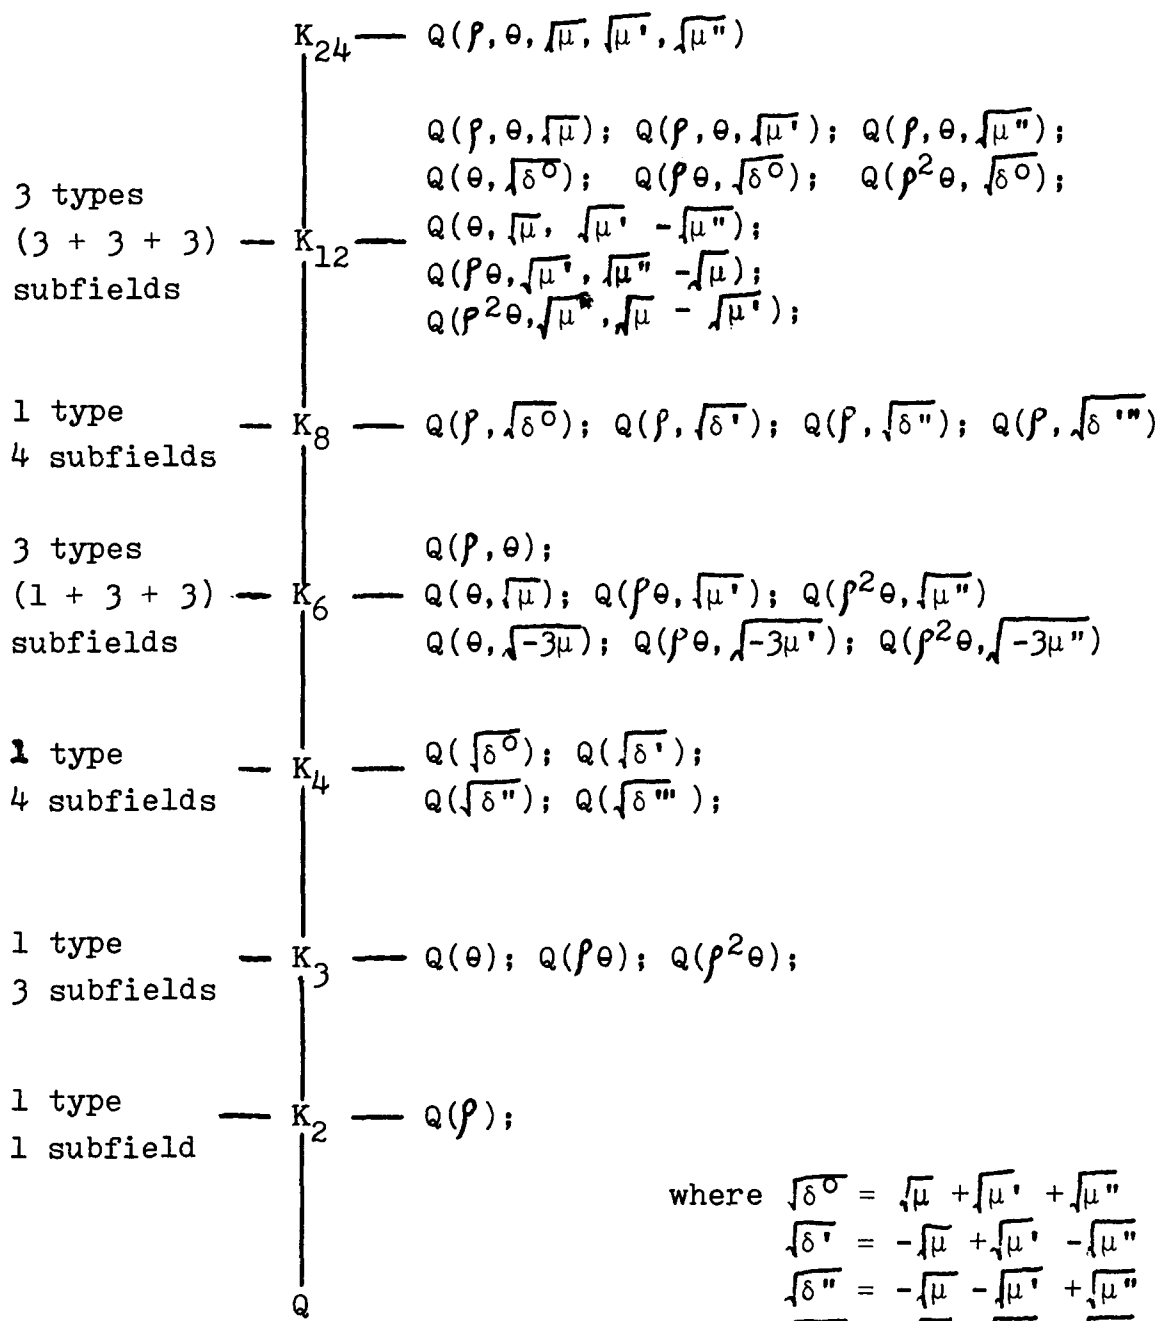 K₂₄ — Q(ρ, θ, √μ, √μ', √μ")
3 types
(3 + 3 + 3)
subfields
K₁₂
Q(ρ, θ, √μ); Q(ρ, θ, √μ'); Q(ρ, θ, √μ");
Q(θ, √δ⁰); Q(ρθ, √δ⁰); Q(ρ²θ, √δ⁰);
Q(θ, √μ, √μ' - √μ");
Q(ρθ, √μ', √μ" - √μ);
Q(ρ²θ, √μ", √μ - √μ');
1 type
4 subfields
K₈ — Q(ρ, √δ⁰); Q(ρ, √δ'); Q(ρ, √δ"); Q(ρ, √δ''')
3 types
(1 + 3 + 3)
subfields
K₆
Q(ρ, θ);
Q(θ, √μ); Q(ρθ, √μ'); Q(ρ²θ, √μ")
Q(θ, √-3μ); Q(ρθ, √-3μ'); Q(ρ²θ, √-3μ")
1 type
4 subfields
K₄
Q(√δ⁰); Q(√δ');
Q(√δ"); Q(√δ''');
1 type
3 subfields
K₃ — Q(θ); Q(ρθ); Q(ρ²θ);
1 type
1 subfield
K₂ — Q(ρ);
Q
where √δ⁰ = √μ + √μ' + √μ"
√δ' = -√μ + √μ' - √μ"
√δ" = -√μ - √μ' + √μ"